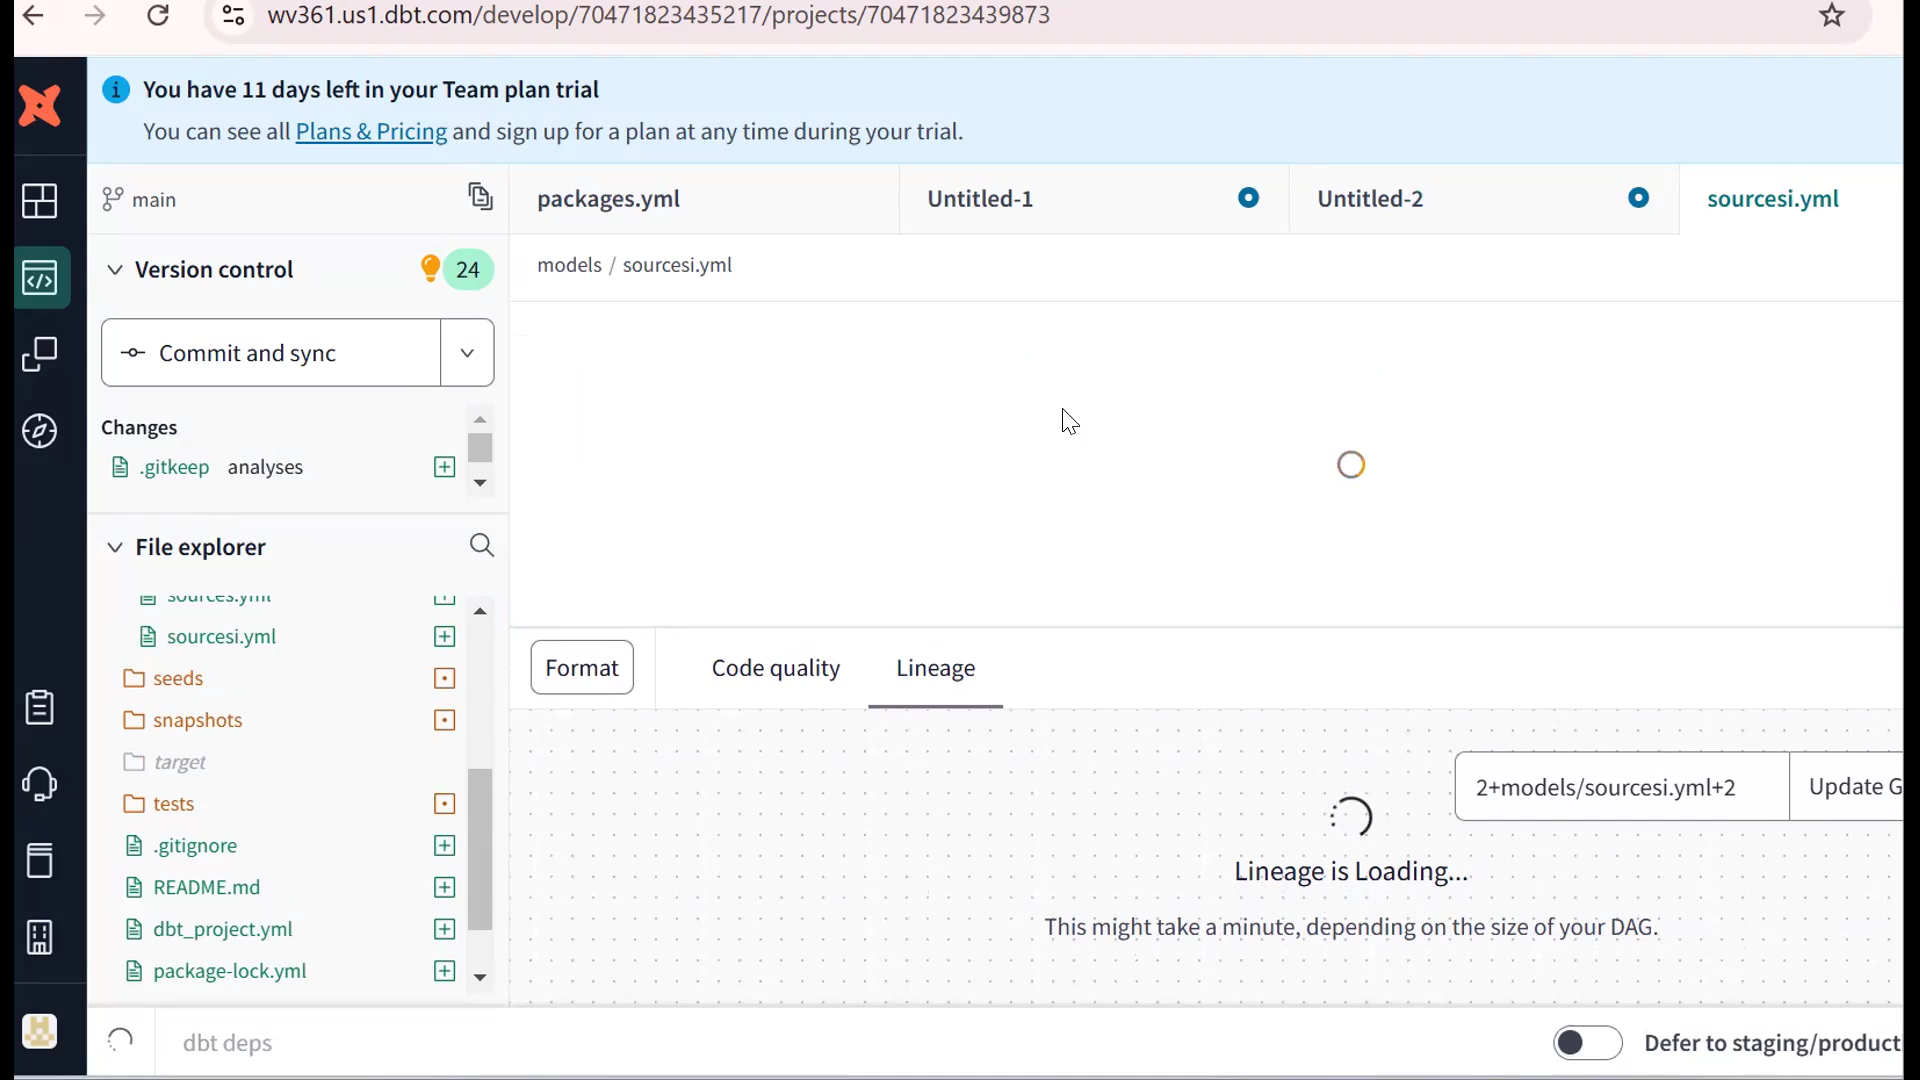 wv361.us1.dbt.com/develop/70471823435217/projects/70471823439873
You have 11 days left in your Team plan trial
You can see all Plans & Pricing and sign up for a plan at any time during your trial.
main
packages.yml
Untitled-1
Untitled-2
sourcesi.yml
Version control
24
models / sourcesi.yml
Commit and sync
Changes
.gitkeep analyses
File explorer
sources.yml
sourcesi.yml
seeds
snapshots
target
tests
.gitignore
README.md
dbt_project.yml
package-lock.yml
Format
Code quality
Lineage
2+models/sourcesi.yml+2
Update G
Lineage is Loading...
This might take a minute, depending on the size of your DAG.
dbt deps
Defer to staging/product